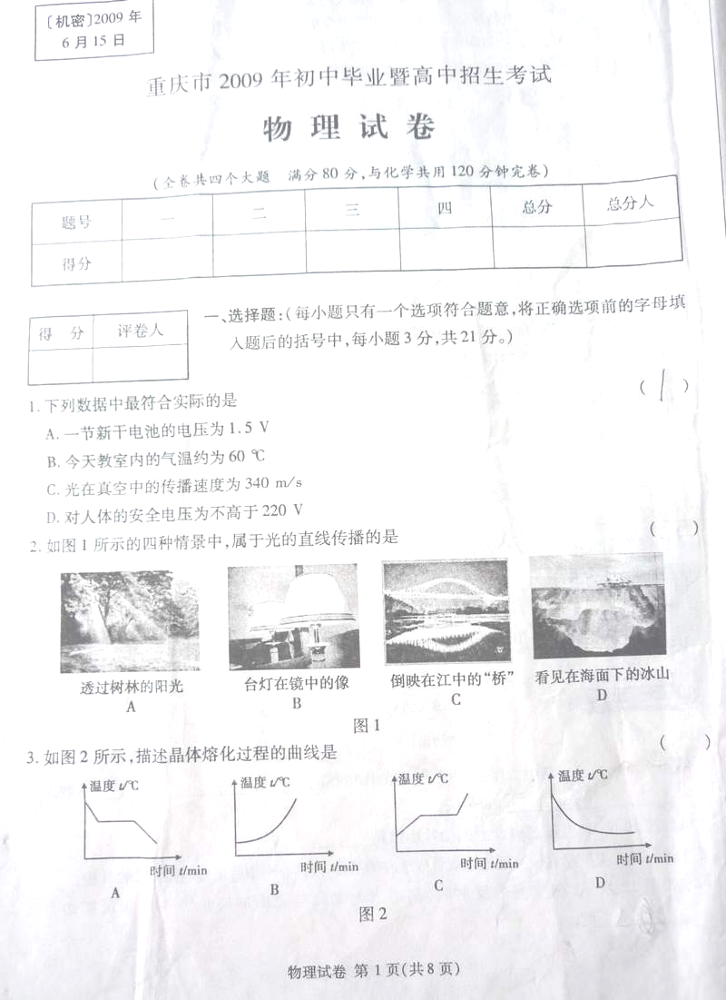 〔机密〕2009 年
6 月 15 日
重庆市 2009 年初中毕业暨高中招生考试
物 理 试 卷
(全卷共四个大题 满分 80 分,与化学共用 120 分钟完卷)
题号 一 二 三 四 总分 总分人
得分
得 分 评卷人
一、选择题:(每小题只有一个选项符合题意,将正确选项前的字母填
入题后的括号中,每小题 3 分,共 21 分。)
1. 下列数据中最符合实际的是 ( )
A. 一节新干电池的电压为 1.5 V
B. 今天教室内的气温约为 60 ℃
C. 光在真空中的传播速度为 340 m/s
D. 对人体的安全电压为不高于 220 V
2. 如图 1 所示的四种情景中,属于光的直线传播的是 ( )
透过树林的阳光 台灯在镜中的像 倒映在江中的“桥” 看见在海面下的冰山
A B C D
图 1
3. 如图 2 所示,描述晶体熔化过程的曲线是 ( )
温度 t/℃ 温度 t/℃ 温度 t/℃ 温度 t/℃
时间 t/min 时间 t/min 时间 t/min 时间 t/min
A B C D
图 2
物理试卷 第 1 页(共 8 页)